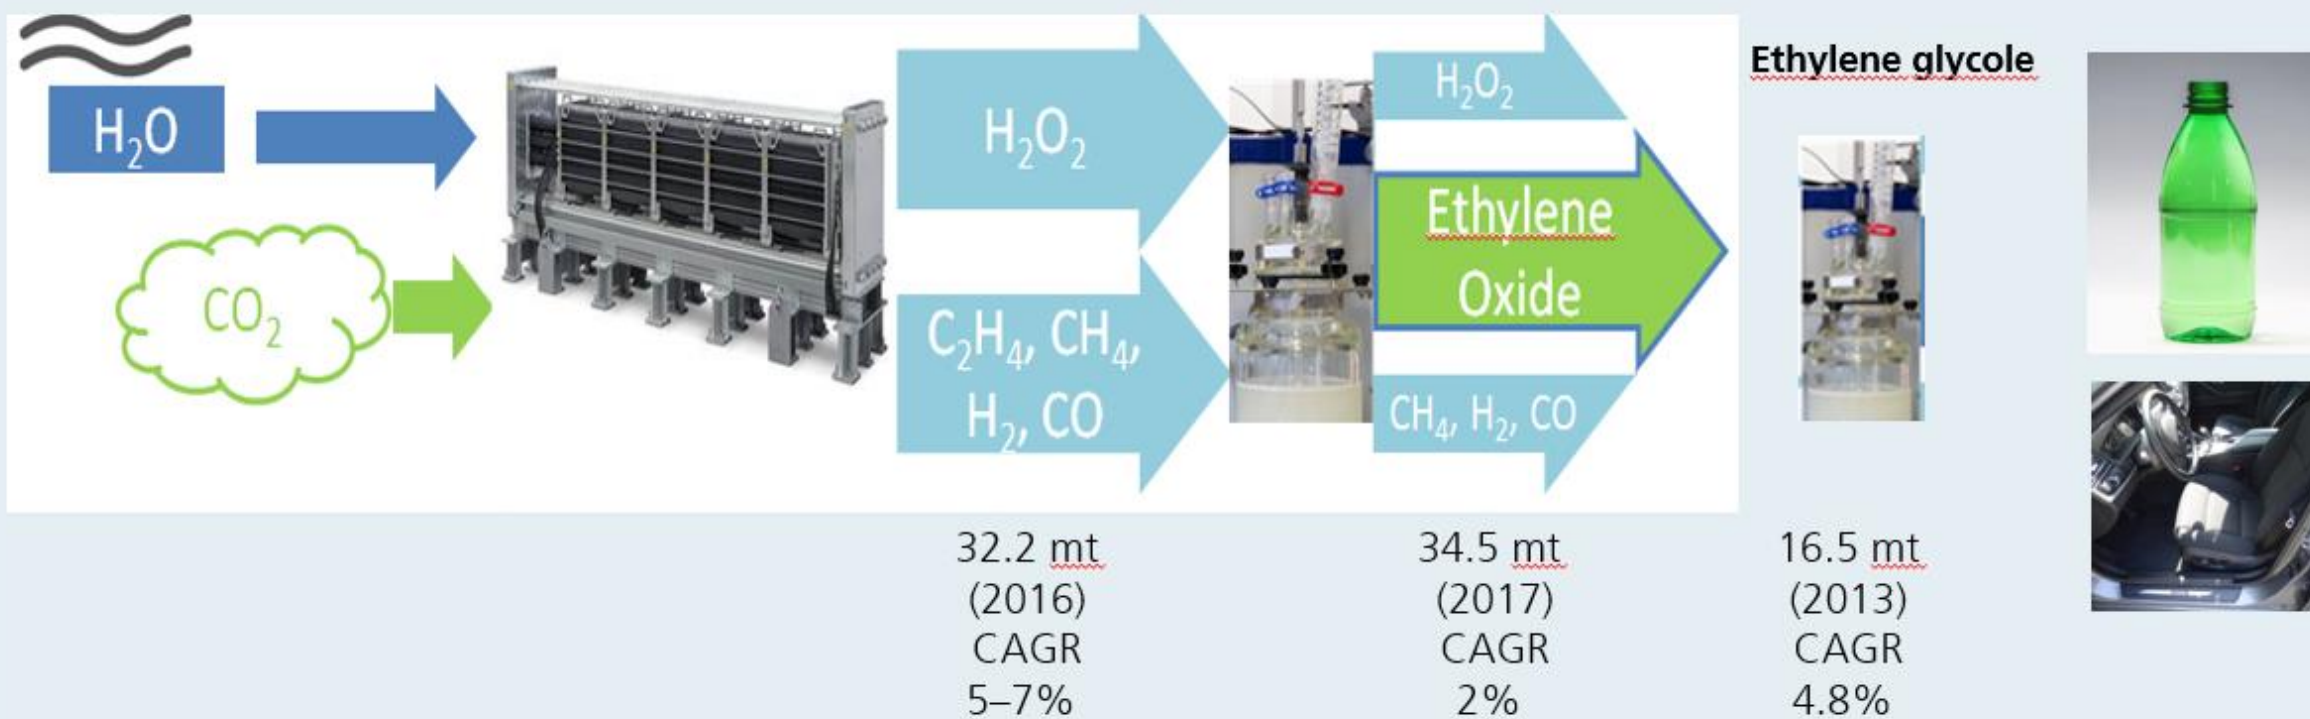 H₂O
CO₂
H₂O₂
C₂H₄, CH₄,
H₂, CO
H₂O₂
Ethylene
Oxide
CH₄, H₂, CO
Ethylene glycole
32.2 mt
(2016)
CAGR
5–7%
34.5 mt
(2017)
CAGR
2%
16.5 mt
(2013)
CAGR
4.8%